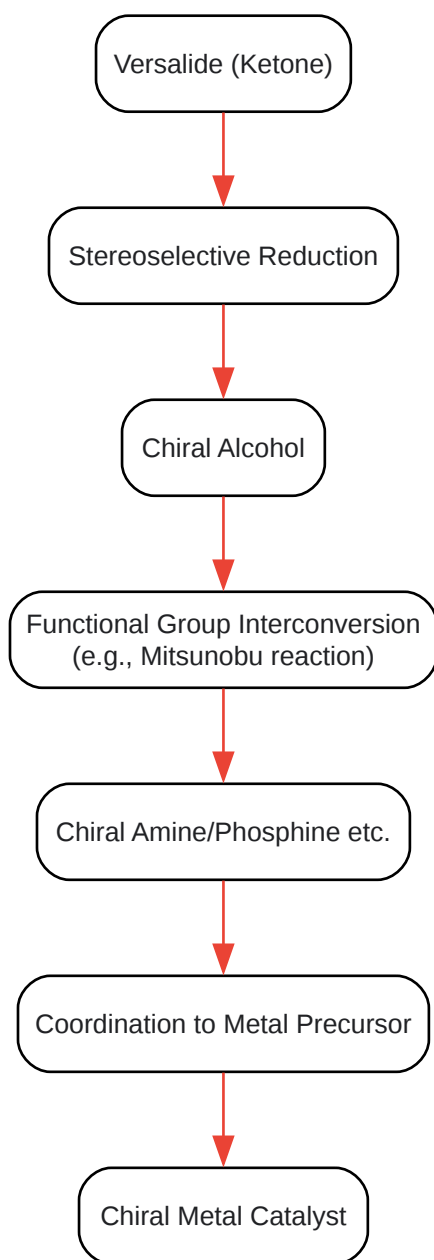 Versalide (Ketone)
Stereoselective Reduction
Chiral Alcohol
Functional Group Interconversion
(e.g., Mitsunobu reaction)
Chiral Amine/Phosphine etc.
Coordination to Metal Precursor
Chiral Metal Catalyst